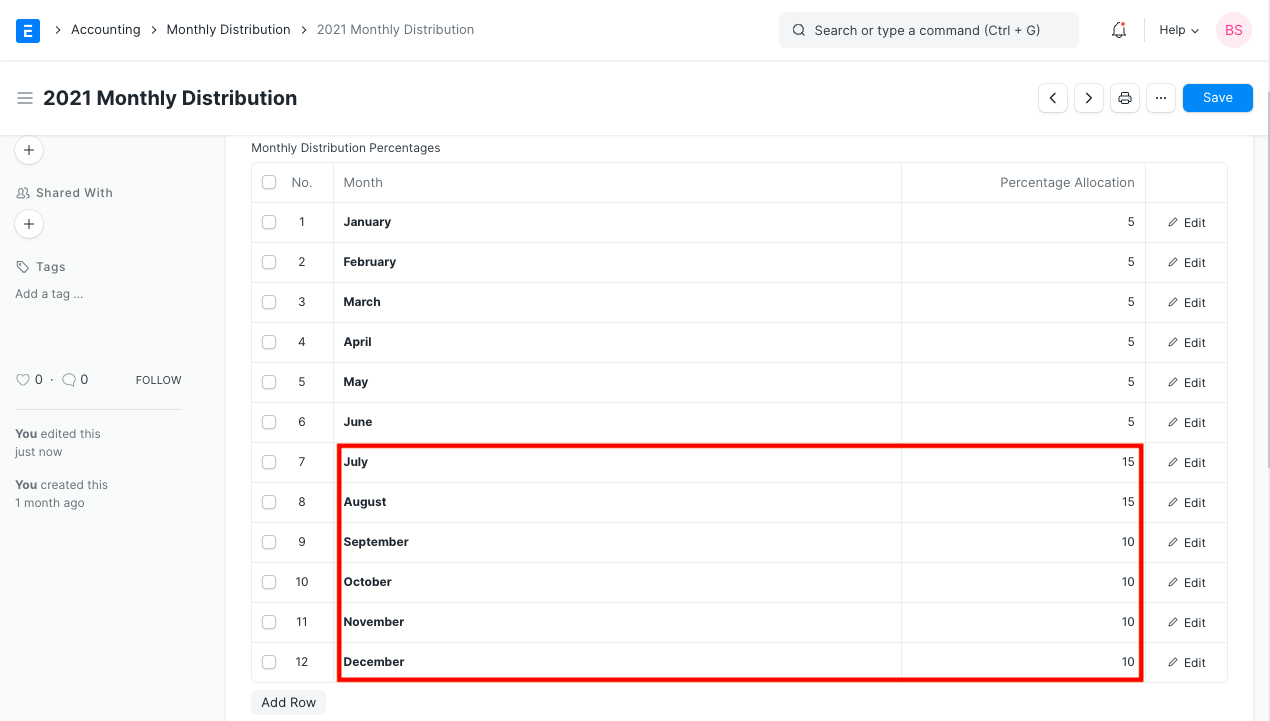 E Accounting Monthly Distribution 2021 Monthly Distribution Search or type a command (Ctrl + G) Help BS
2021 Monthly Distribution ... Save
Shared With
Tags
Add a tag ...
0 · 0 FOLLOW
You edited this
just now
You created this
1 month ago
Monthly Distribution Percentages
No. Month Percentage Allocation
1 January 5 Edit
2 February 5 Edit
3 March 5 Edit
4 April 5 Edit
5 May 5 Edit
6 June 5 Edit
7 July 15 Edit
8 August 15 Edit
9 September 10 Edit
10 October 10 Edit
11 November 10 Edit
12 December 10 Edit
Add Row